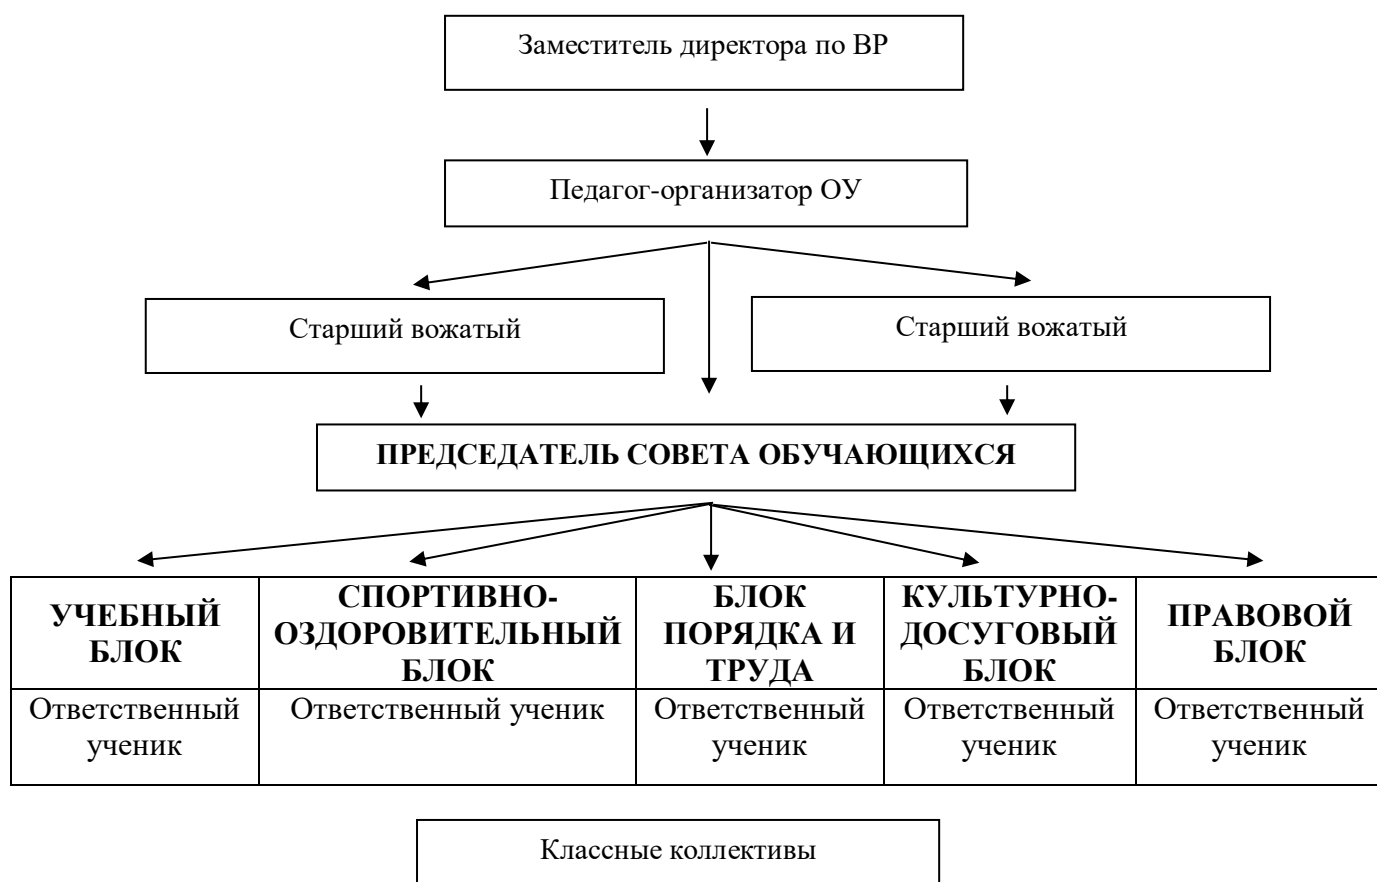 Заместитель директора по ВР
Педагог-организатор ОУ
Старший вожатый
Старший вожатый
ПРЕДСЕДАТЕЛЬ СОВЕТА ОБУЧАЮЩИХСЯ
УЧЕБНЫЙ
БЛОК
СПОРТИВНО-
ОЗДОРОВИТЕЛЬНЫЙ
БЛОК
БЛОК
ПОРЯДКА И
ТРУДА
КУЛЬТУРНО-
ДОСУГОВЫЙ
БЛОК
ПРАВОВОЙ
БЛОК
Ответственный
ученик
Ответственный ученик
Ответственный
ученик
Ответственный
ученик
Ответственный
ученик
Классные коллективы